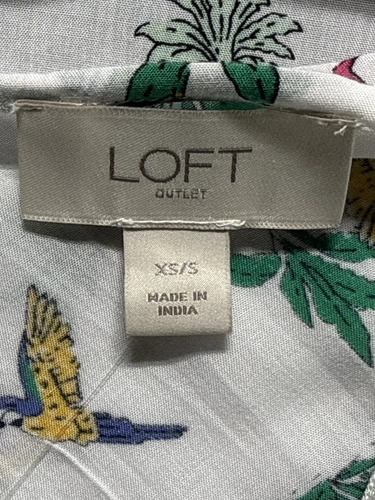 LOFT
OUTLET
XS/S
MADE IN
INDIA